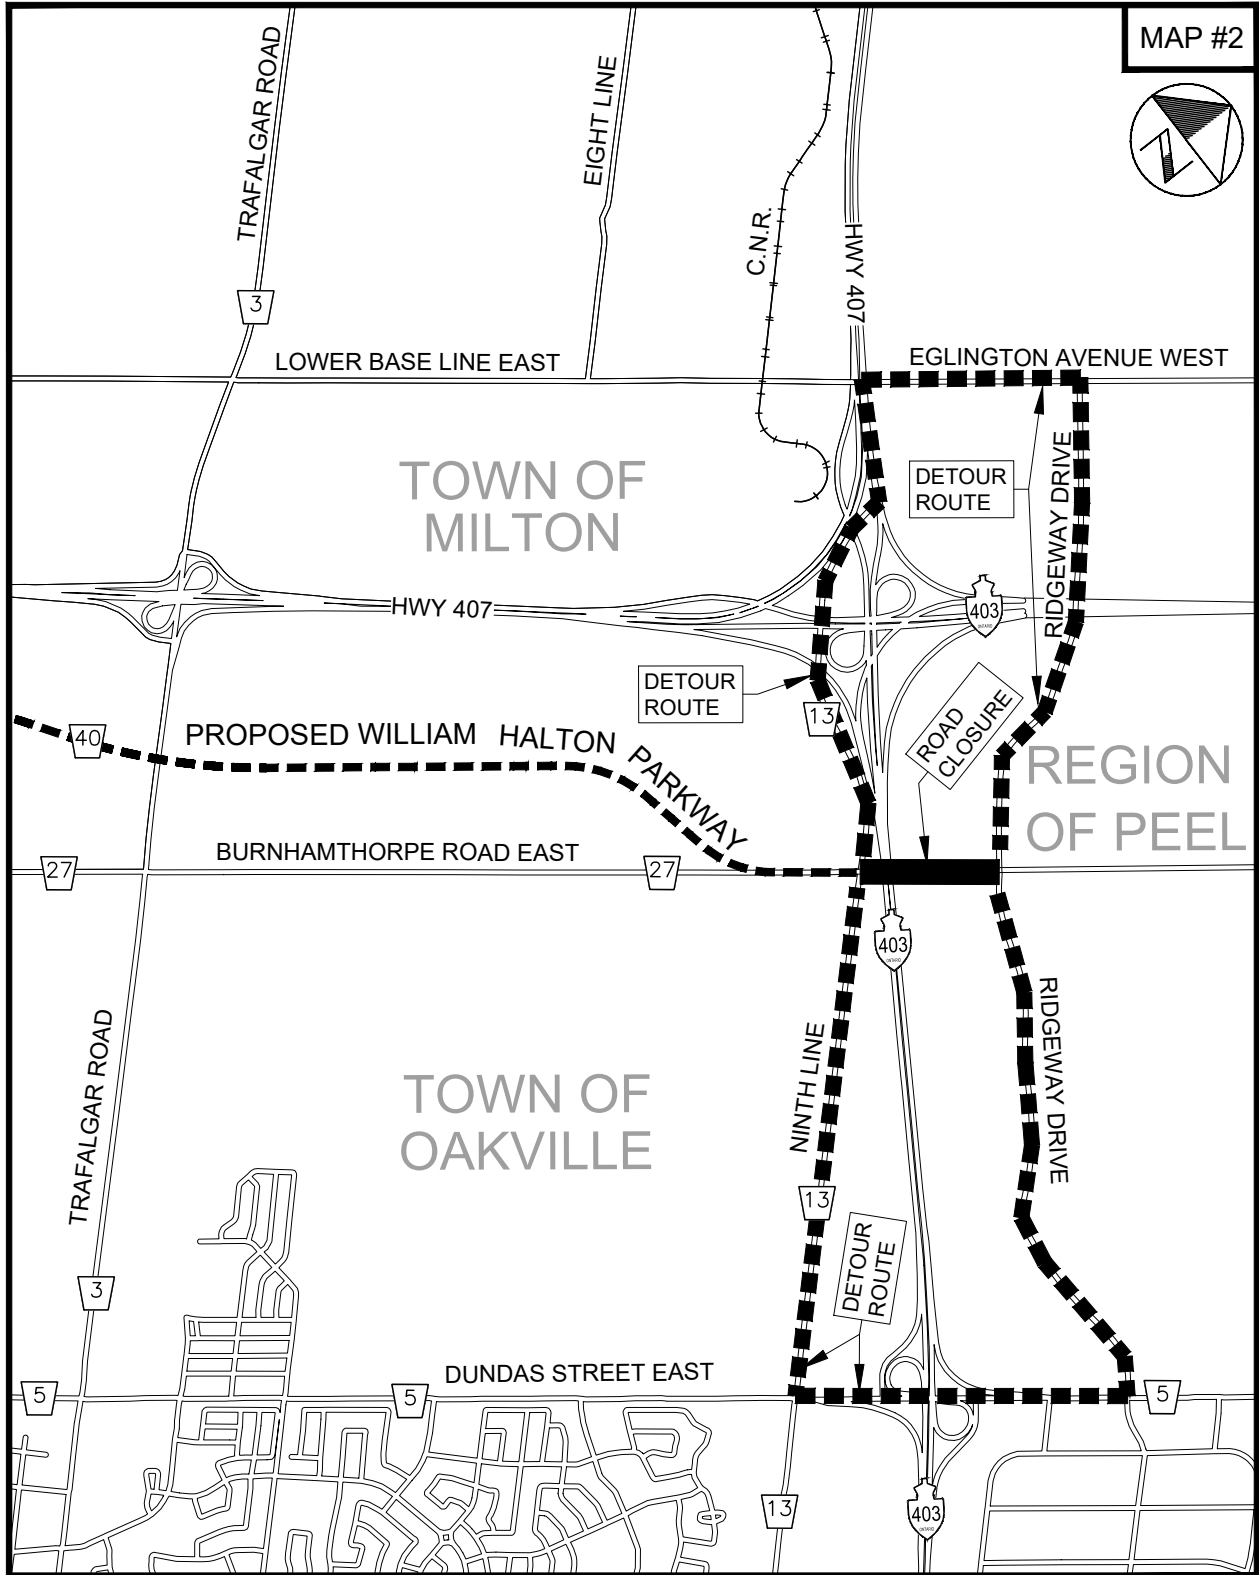 MAP #2
TRAFALGAR ROAD
EIGHT LINE
C.N.R.
HWY 407
3
LOWER BASE LINE EAST
EGLINGTON AVENUE WEST
TOWN OF
MILTON
DETOUR
ROUTE
RIDGEWAY DRIVE
HWY 407
403
ONTARIO
DETOUR
ROUTE
13
ROAD
CLOSURE
40
PROPOSED WILLIAM HALTON PARKWAY
REGION
OF PEEL
BURNHAMTHORPE ROAD EAST
27
27
403
ONTARIO
TRAFALGAR ROAD
NINTH LINE
RIDGEWAY DRIVE
TOWN OF
OAKVILLE
13
DETOUR
ROUTE
3
DUNDAS STREET EAST
5
5
5
13
403
ONTARIO